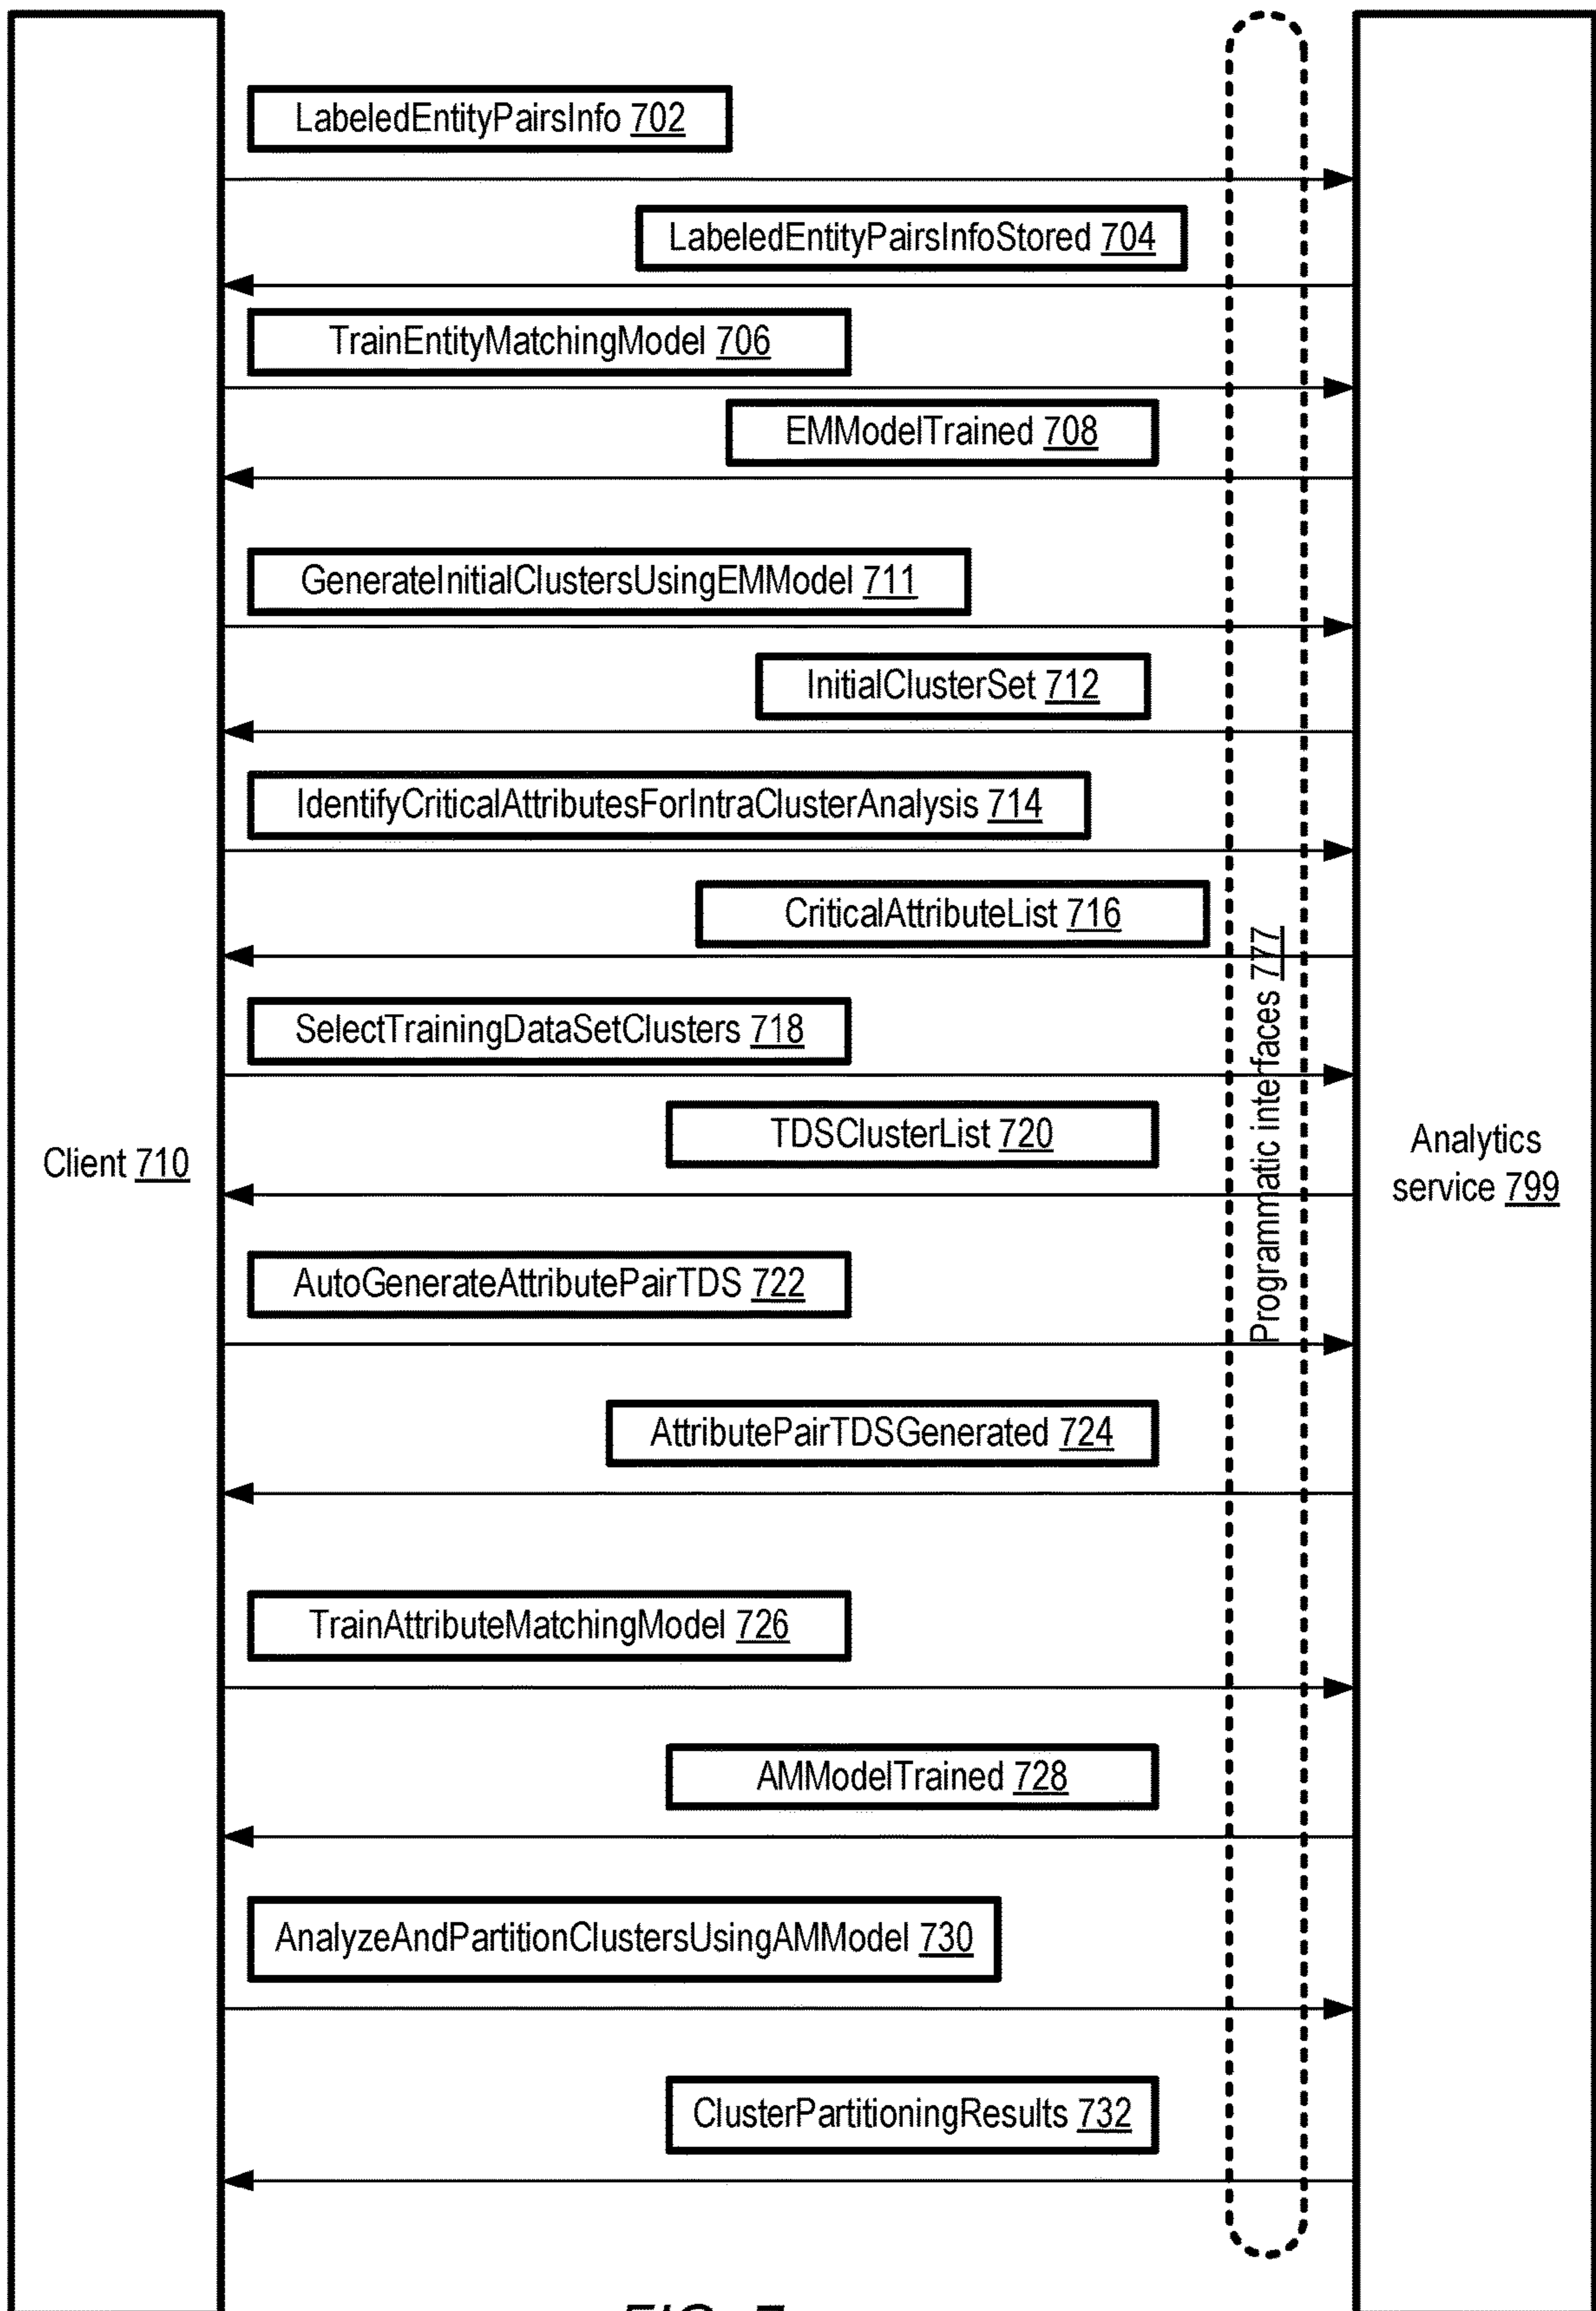 LabeledEntityPairsInfo 702
LabeledEntityPairsInfoStored 704
TrainEntityMatchingModel 706
EMModelTrained 708
GenerateInitialClustersUsingEMModel 711
InitialClusterSet 712
IdentifyCriticalAttributesForIntraClusterAnalysis 714
CriticalAttributeList 716
SelectTrainingDataSetClusters 718
TDSClusterList 720
Client 710
Programmatic interfaces 777
Analytics
service 799
AutoGenerateAttributePairTDS 722
AttributePairTDSGenerated 724
TrainAttributeMatchingModel 726
AMModelTrained 728
AnalyzeAndPartitionClustersUsingAMModel 730
ClusterPartitioningResults 732